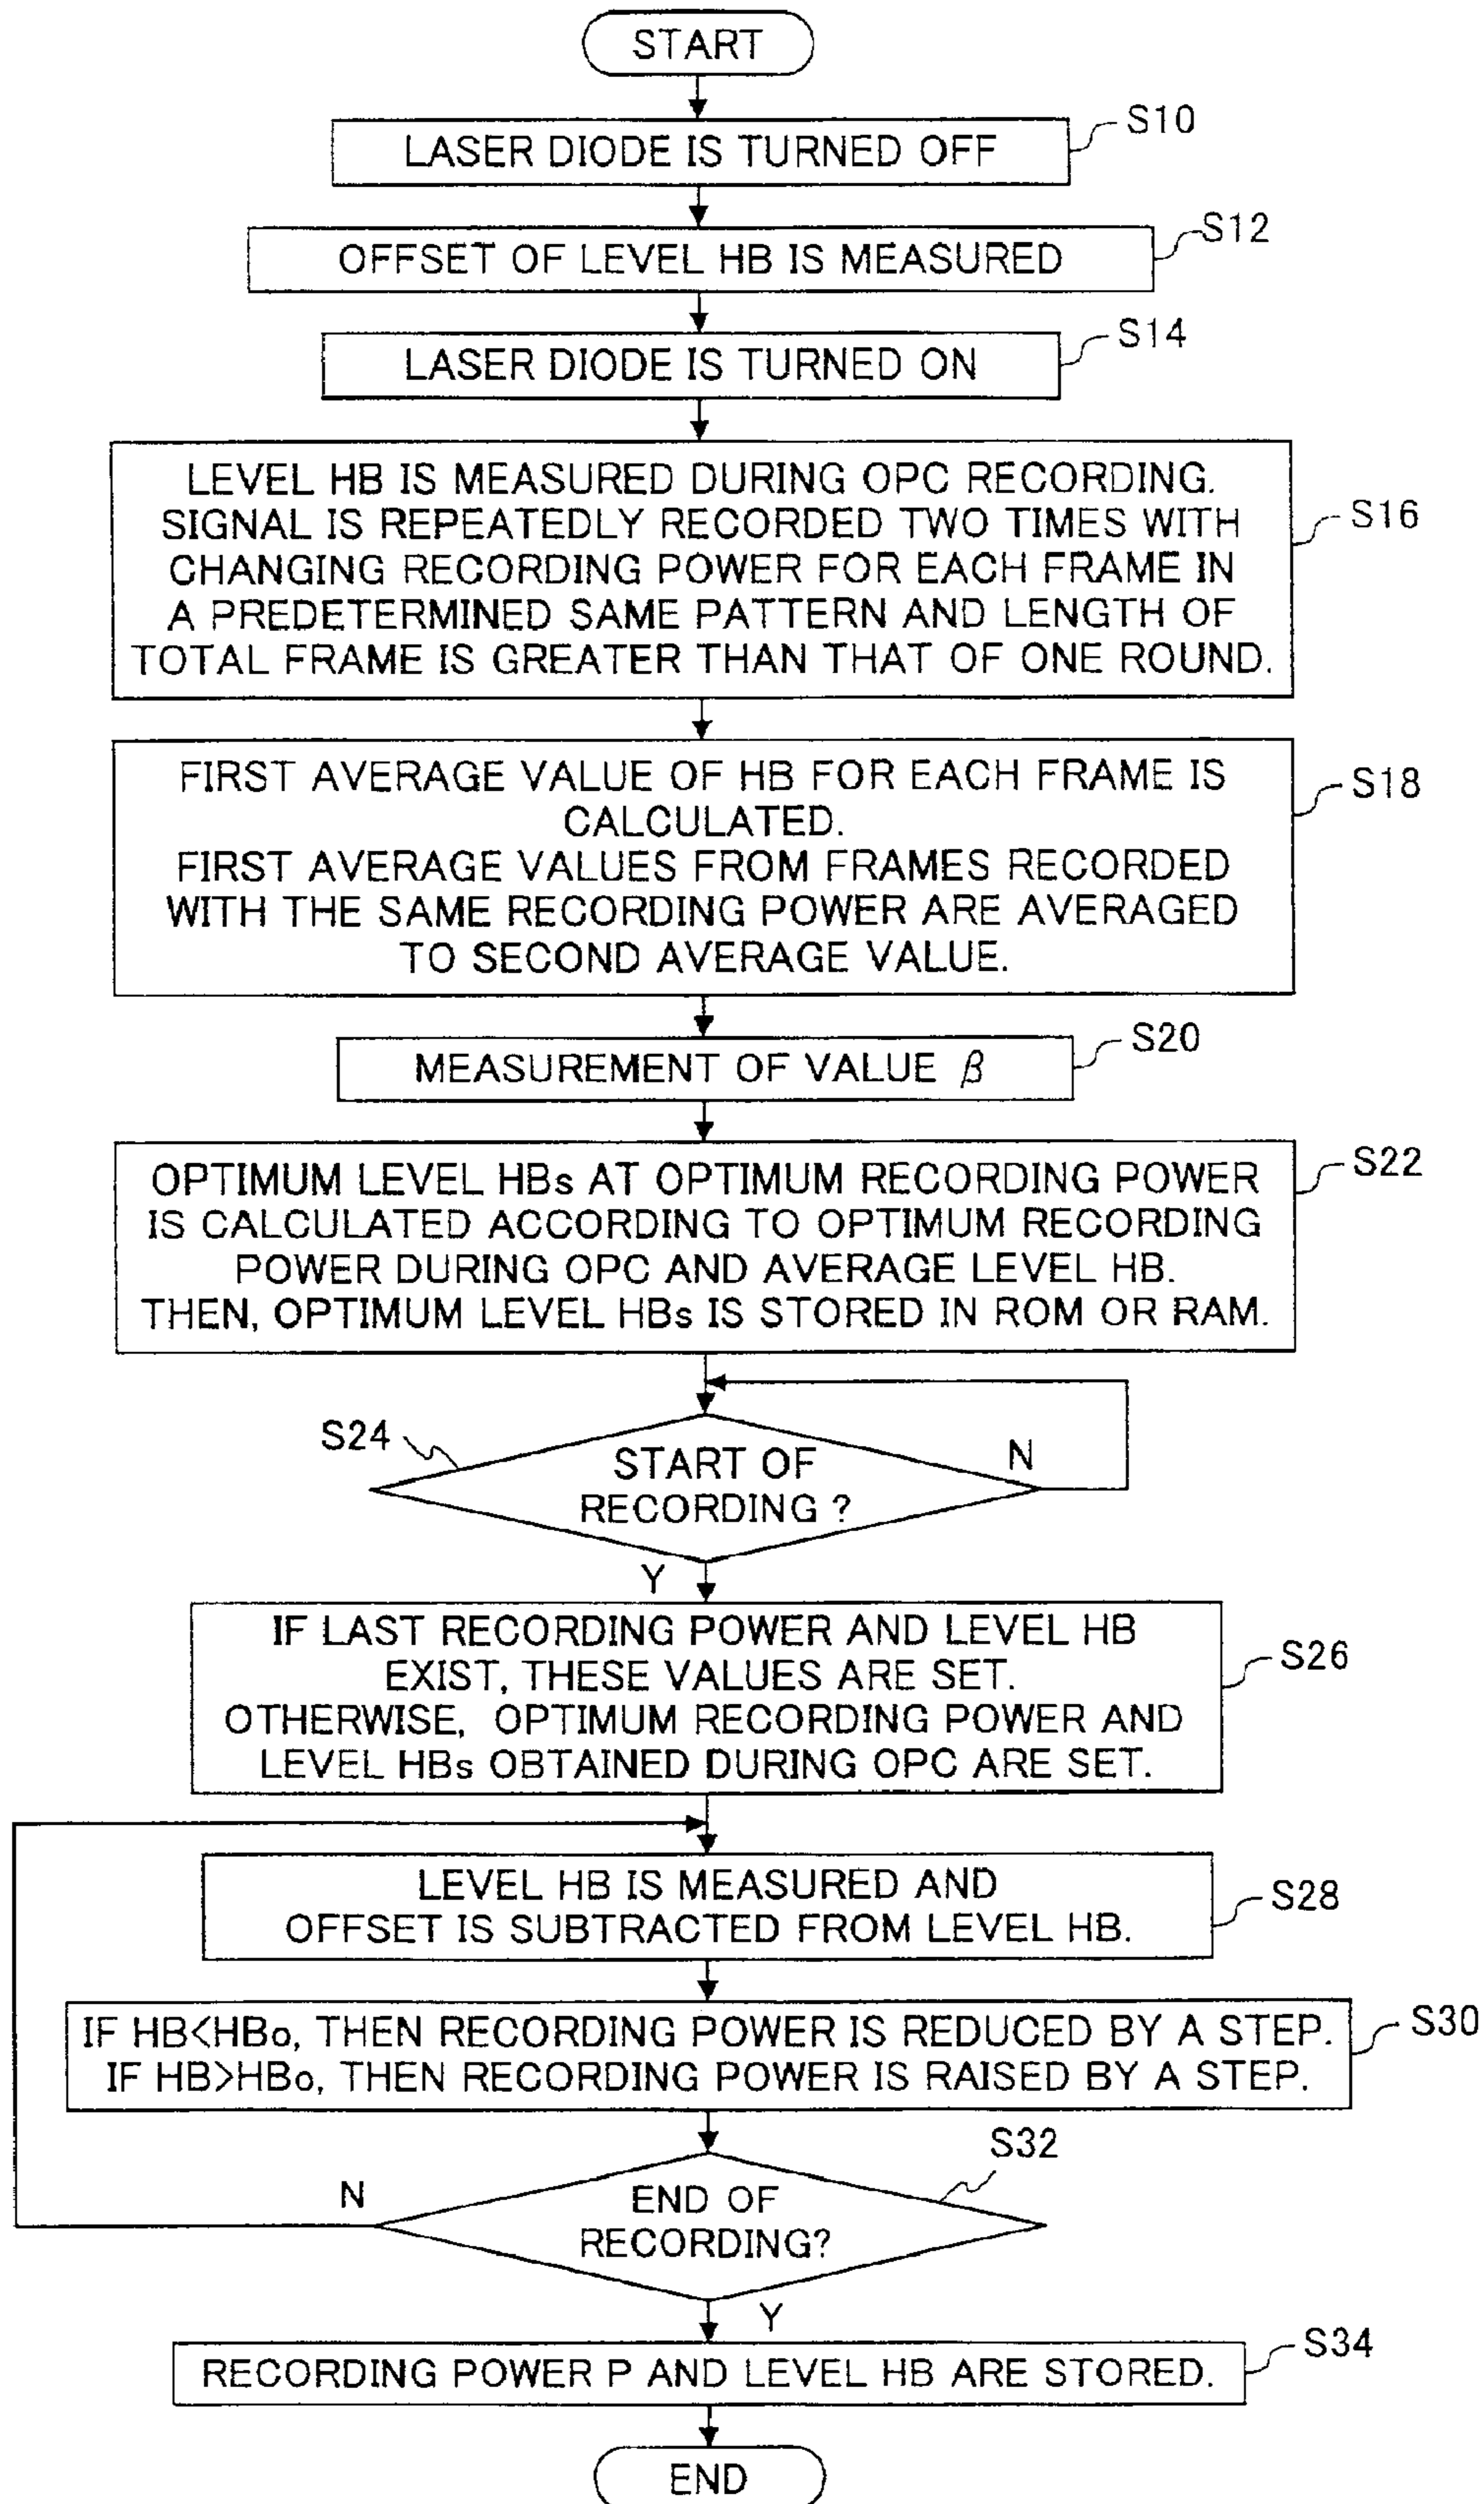 START
S10
LASER DIODE IS TURNED OFF
S12
OFFSET OF LEVEL HB IS MEASURED
S14
LASER DIODE IS TURNED ON
LEVEL HB IS MEASURED DURING OPC RECORDING.
SIGNAL IS REPEATEDLY RECORDED TWO TIMES WITH
S16
CHANGING RECORDING POWER FOR EACH FRAME IN
A PREDETERMINED SAME PATTERN AND LENGTH OF
TOTAL FRAME IS GREATER THAN THAT OF ONE ROUND.
FIRST AVERAGE VALUE OF HB FOR EACH FRAME IS
S18
CALCULATED.
FIRST AVERAGE VALUES FROM FRAMES RECORDED
WITH THE SAME RECORDING POWER ARE AVERAGED
TO SECOND AVERAGE VALUE.
S20
MEASUREMENT OF VALUE β
S22
OPTIMUM LEVEL HBs AT OPTIMUM RECORDING POWER
IS CALCULATED ACCORDING TO OPTIMUM RECORDING
POWER DURING OPC AND AVERAGE LEVEL HB.
THEN, OPTIMUM LEVEL HBs IS STORED IN ROM OR RAM.
S24
START OF
RECORDING ?
N
Y
IF LAST RECORDING POWER AND LEVEL HB
S26
EXIST, THESE VALUES ARE SET.
OTHERWISE, OPTIMUM RECORDING POWER AND
LEVEL HBs OBTAINED DURING OPC ARE SET.
LEVEL HB IS MEASURED AND
S28
OFFSET IS SUBTRACTED FROM LEVEL HB.
S30
IF HB<HBo, THEN RECORDING POWER IS REDUCED BY A STEP.
IF HB>HBo, THEN RECORDING POWER IS RAISED BY A STEP.
S32
N
END OF
RECORDING?
Y
S34
RECORDING POWER P AND LEVEL HB ARE STORED.
END